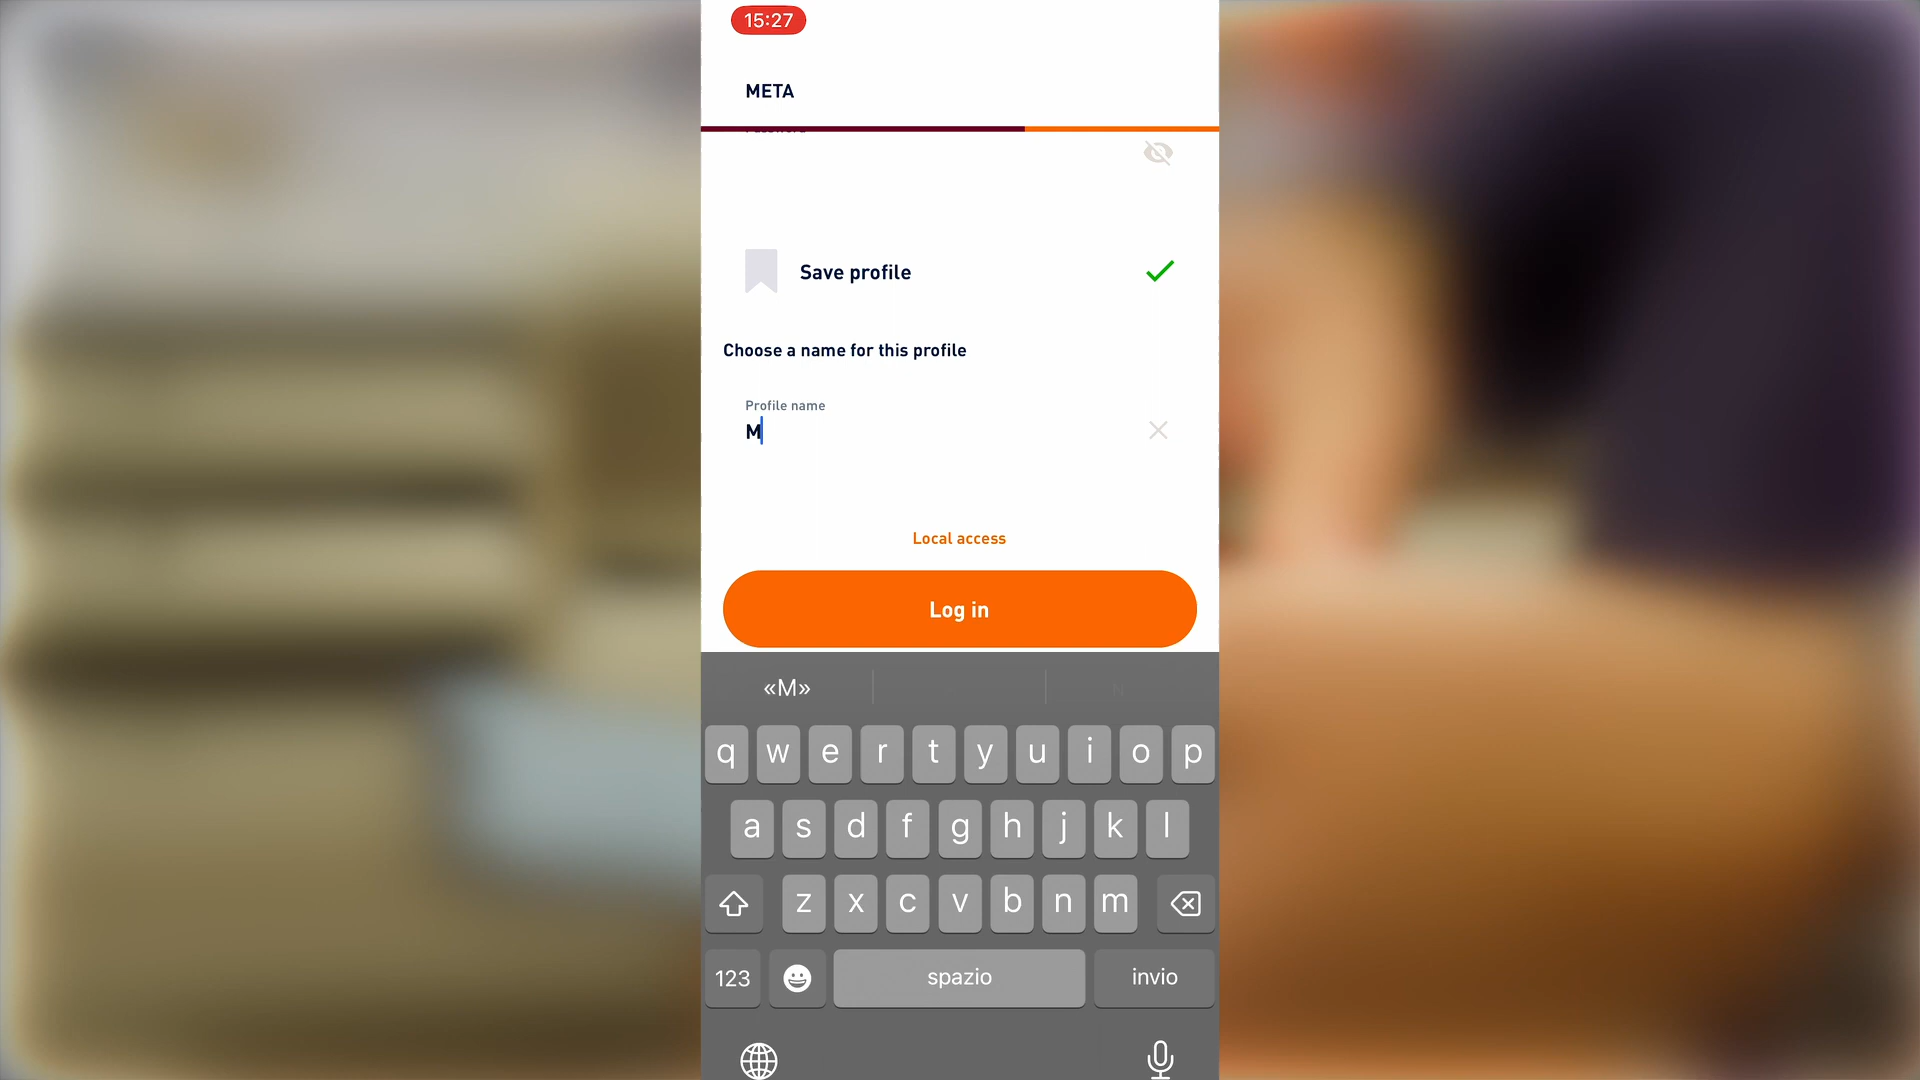 15:27
META
Password
Save profile
Choose a name for this profile
Profile name
M
Local access
Log in
«M»
q w e r t y u i o p
a s d f g h j k l
z x c v b n m
123 spazio invio